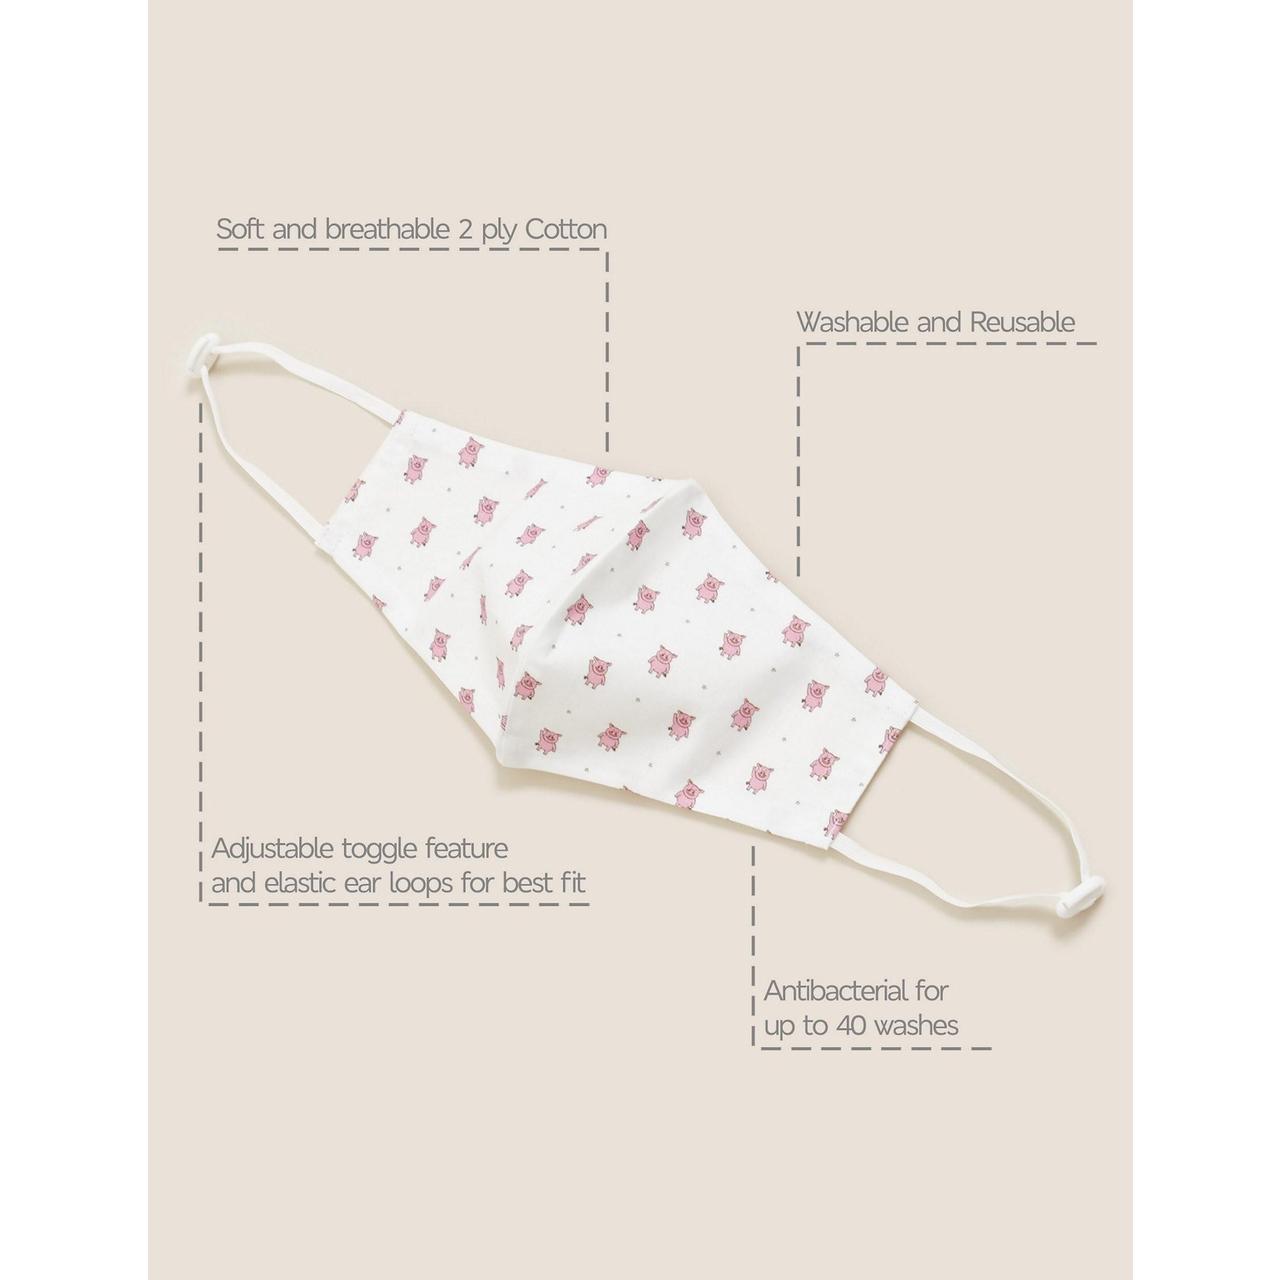 Soft and breathable 2 ply Cotton
Washable and Reusable
Adjustable toggle feature
and elastic ear loops for best fit
Antibacterial for
up to 40 washes